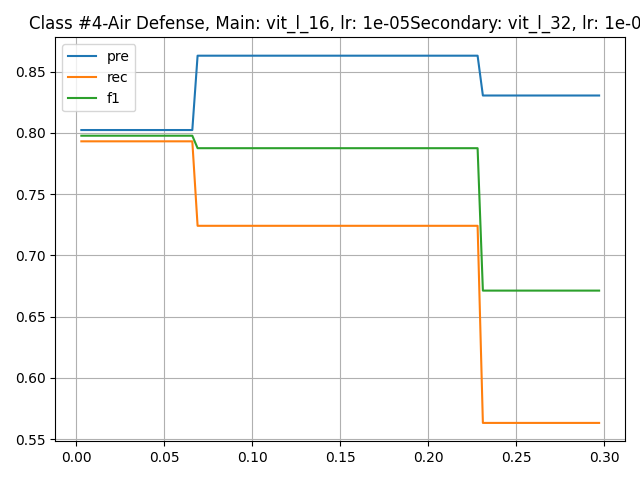 Class #4-Air Defense, Main: vit_l_16, lr: 1e-05Secondary: vit_l_32, lr: 1e-0
pre
rec
f1
0.85
0.80
0.75
0.70
0.65
0.60
0.55
0.00 0.05 0.10 0.15 0.20 0.25 0.30